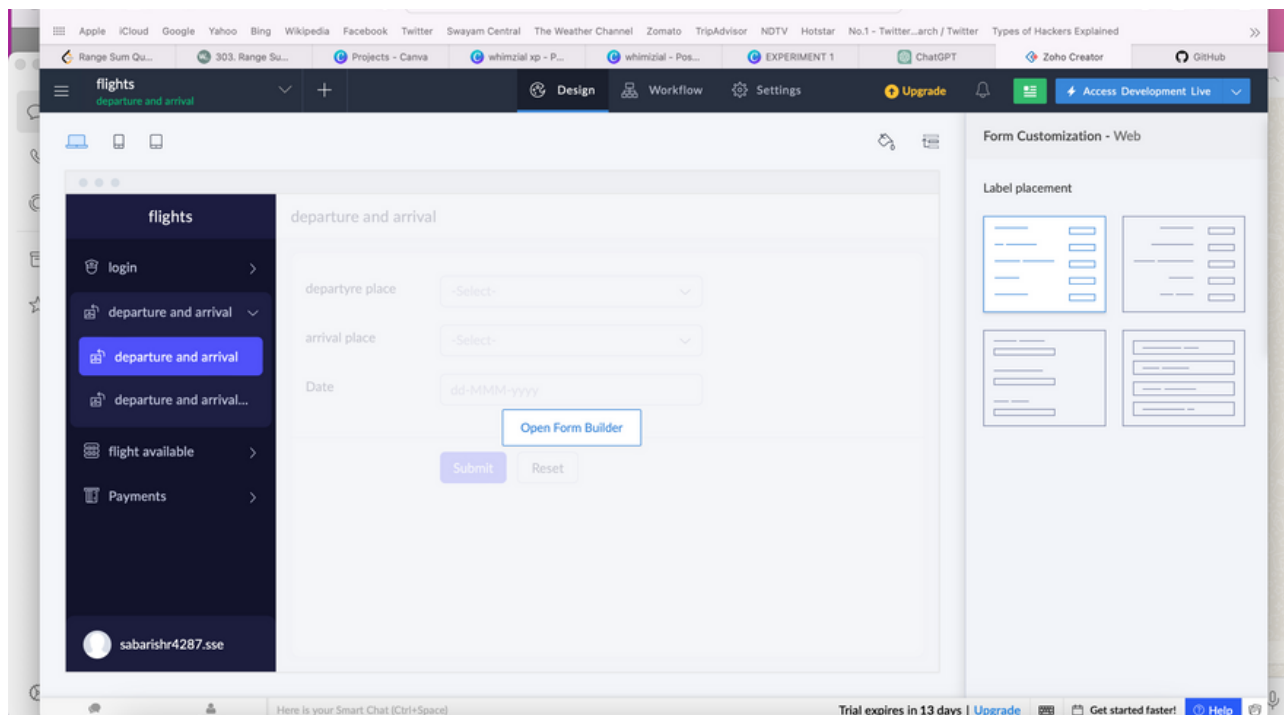 Apple iCloud Google Yahoo Bing Wikipedia Facebook Twitter Swayam Central The Weather Channel Zomato TripAdvisor NDTV Hotstar No.1 - Twitter...arch / Twitter Types of Hackers Explained
Range Sum Qu... 303. Range Su... Projects - Canva whimzial xp - P... whimizial - Pos... EXPERIMENT 1 ChatGPT Zoho Creator GitHub
flights
departure and arrival
Design Workflow Settings Upgrade Access Development Live
Form Customization - Web
Label placement
flights
departure and arrival
login
departure and arrival
departure and arrival
departure and arrival...
flight available
Payments
departyre place -Select-
arrival place -Select-
Date dd-MMM-yyyy
Open Form Builder
Submit Reset
sabarishr4287.sse
Here is your Smart Chat (Ctrl+Space) Trial expires in 13 days | Upgrade Get started faster! Help